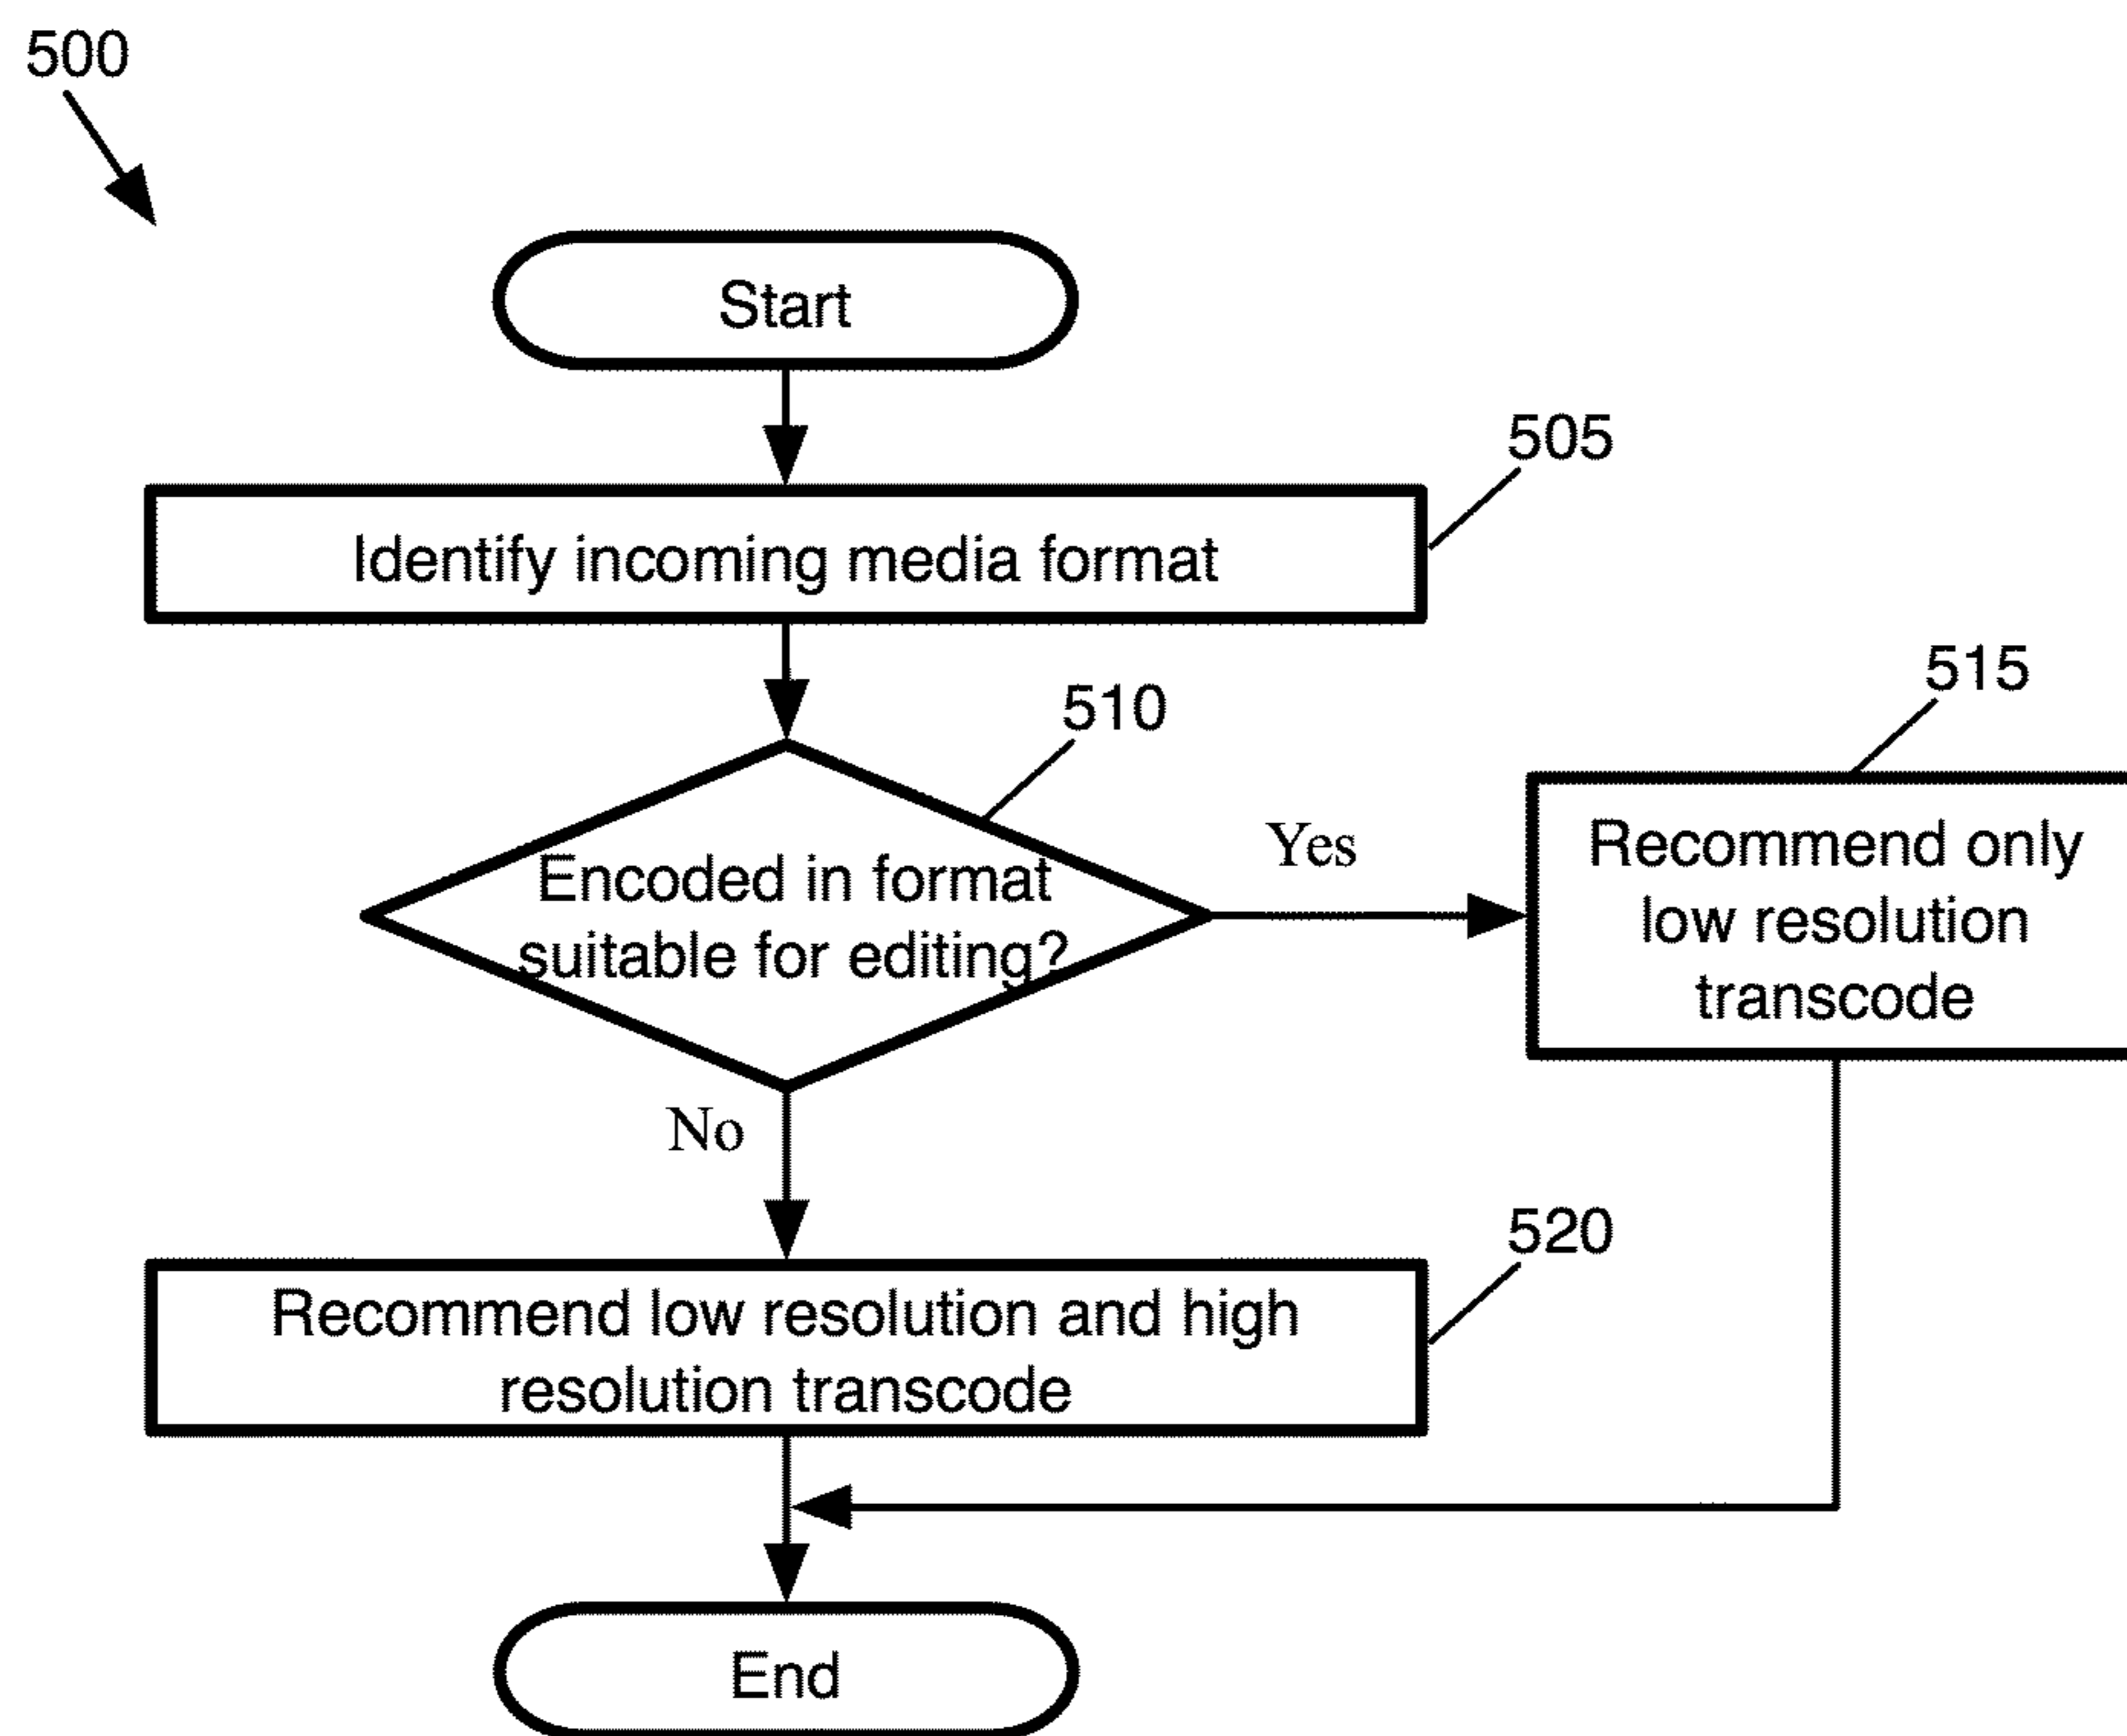 500
Start
505
Identify incoming media format
510
515
Encoded in format
suitable for editing?
Yes
Recommend only
low resolution
transcode
No
520
Recommend low resolution and high
resolution transcode
End